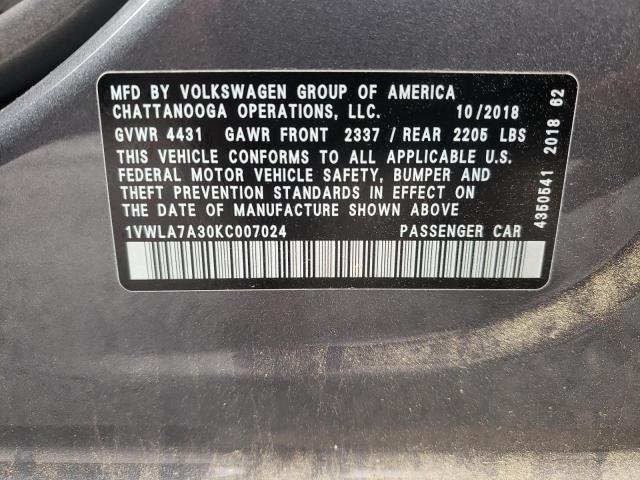 MFD BY VOLKSWAGEN GROUP OF AMERICA
CHATTANOOGA OPERATIONS, LLC. 10/2018
GVWR 4431 GAWR FRONT 2337 / REAR 2205 LBS
THIS VEHICLE CONFORMS TO ALL APPLICABLE U.S.
FEDERAL MOTOR VEHICLE SAFETY, BUMPER AND
THEFT PREVENTION STANDARDS IN EFFECT ON
THE DATE OF MANUFACTURE SHOWN ABOVE
1VWLA7A30KC007024 PASSENGER CAR
4350541 2018 62